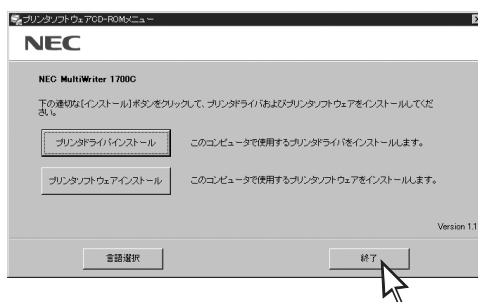 プリンタソフトウェアCD-ROMメニュー
NEC
NEC MultiWriter 1700C
下の適切な[インストール]ボタンをクリックして、プリンタドライバおよびプリンタソフトウェアをインストールしてくだ
さい。
プリンタドライバインストール
このコンピュータで使用するプリンタドライバをインストールします。
プリンタソフトウェアインストール
このコンピュータで使用するプリンタソフトウェアをインストールします。
Version 1.1
言語選択
終了